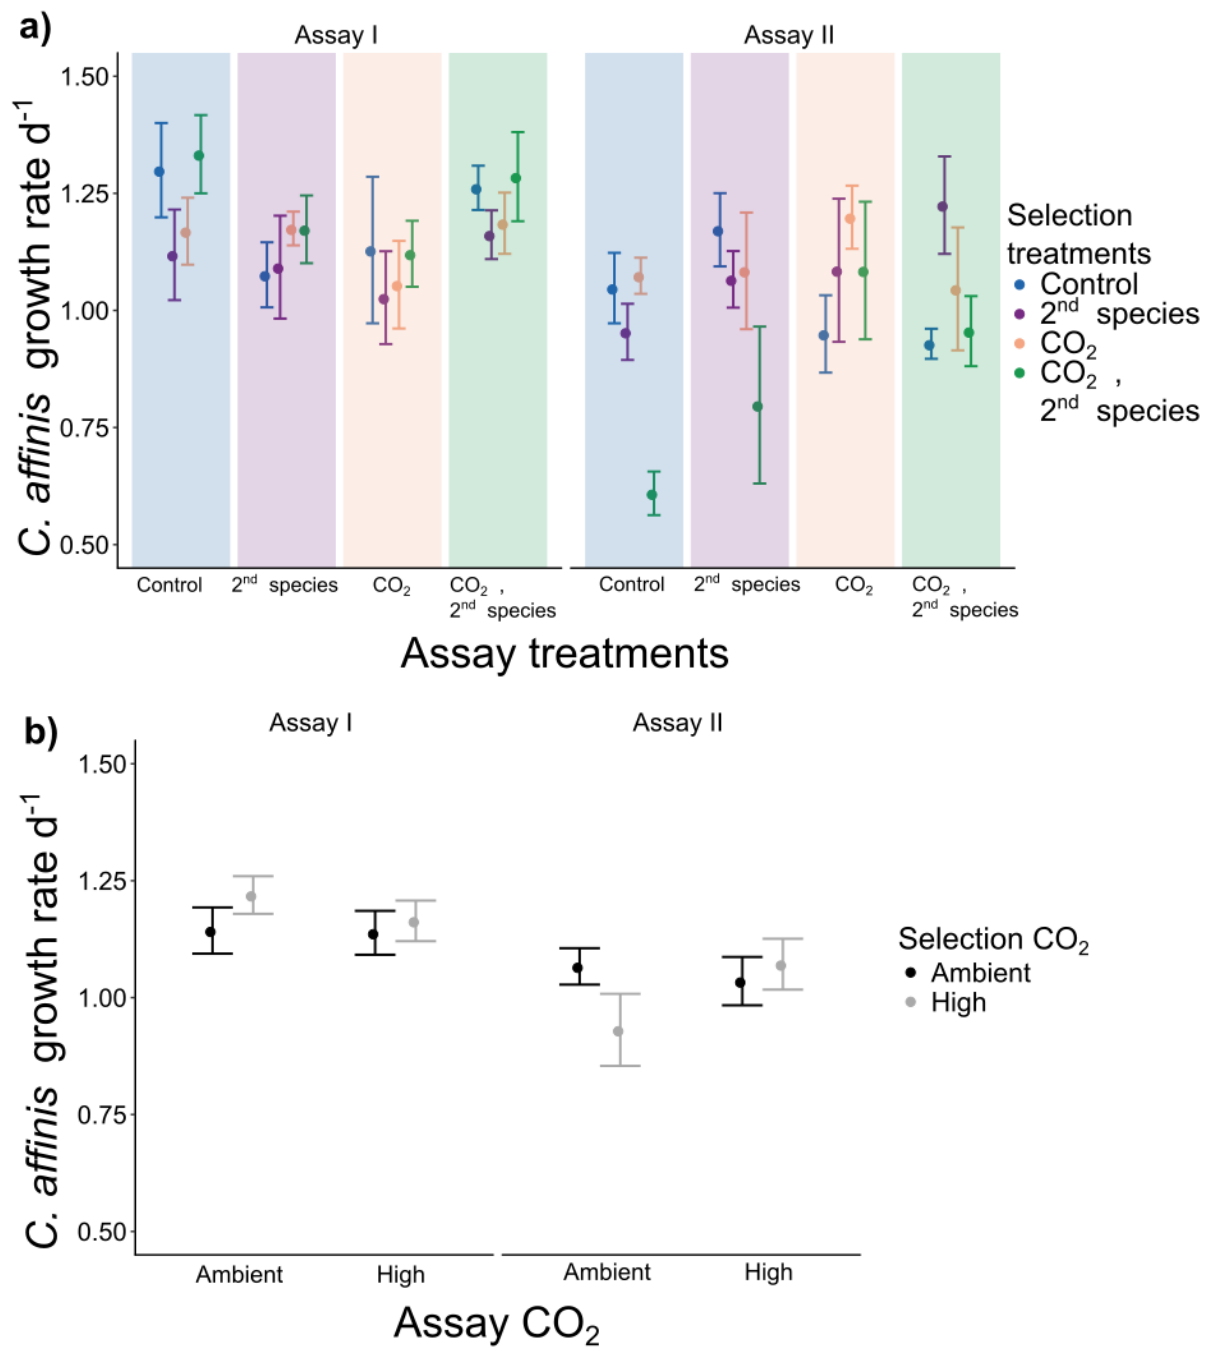 a)
Assay I
Assay II
1.50
1.25
1.00
0.75
0.50
C. affinis growth rate d⁻¹
Control
2ⁿᵈ species
CO₂
CO₂ ,
2ⁿᵈ species
Control
2ⁿᵈ species
CO₂
CO₂ ,
2ⁿᵈ species
Assay treatments
Selection
treatments
Control
2ⁿᵈ species
CO₂
CO₂ ,
2ⁿᵈ species
b)
Assay I
Assay II
1.50
1.25
1.00
0.75
0.50
C. affinis growth rate d⁻¹
Ambient
High
Ambient
High
Assay CO₂
Selection CO₂
Ambient
High